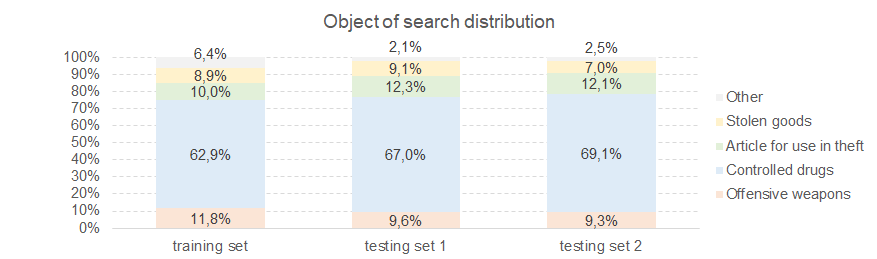 Object of search distribution
6,4% 2,1% 2,5%
100%
90%
80%
70%
60%
50%
40%
30%
20%
10%
0%
8,9% 9,1% 7,0%
10,0% 12,3% 12,1%
62,9% 67,0% 69,1%
11,8% 9,6% 9,3%
training set testing set 1 testing set 2
Other
Stolen goods
Article for use in theft
Controlled drugs
Offensive weapons